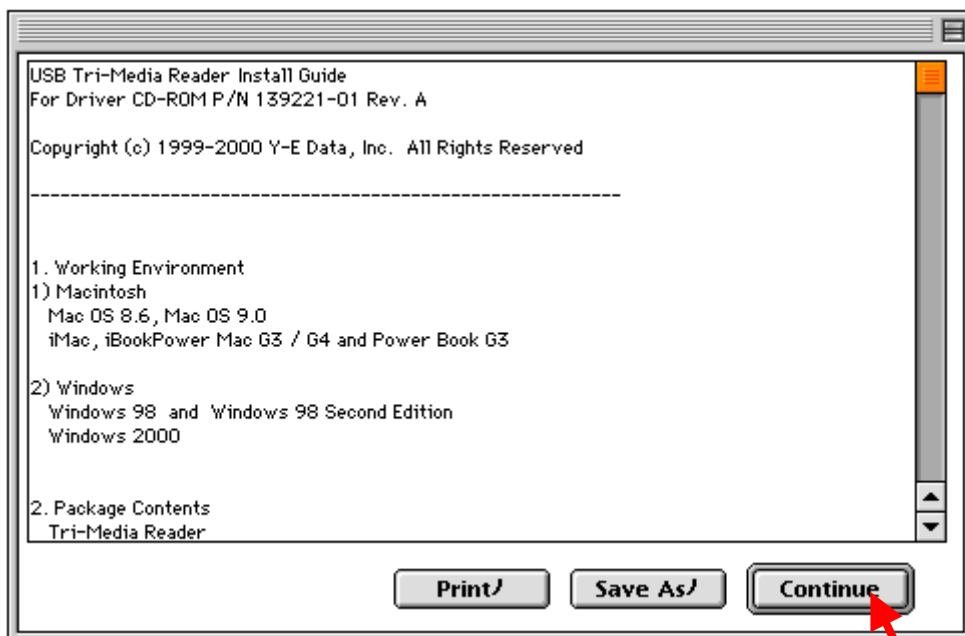 USB Tri-Media Reader Install Guide
For Driver CD-ROM P/N 139221-01 Rev. A
Copyright (c) 1999-2000 Y-E Data, Inc.  All Rights Reserved
-----------------------------------------------------------
1. Working Environment
1) Macintosh
Mac OS 8.6, Mac OS 9.0
iMac, iBookPower Mac G3 / G4 and Power Book G3
2) Windows
Windows 98  and  Windows 98 Second Edition
Windows 2000
2. Package Contents
Tri-Media Reader
Print╯ Save As╯ Continue